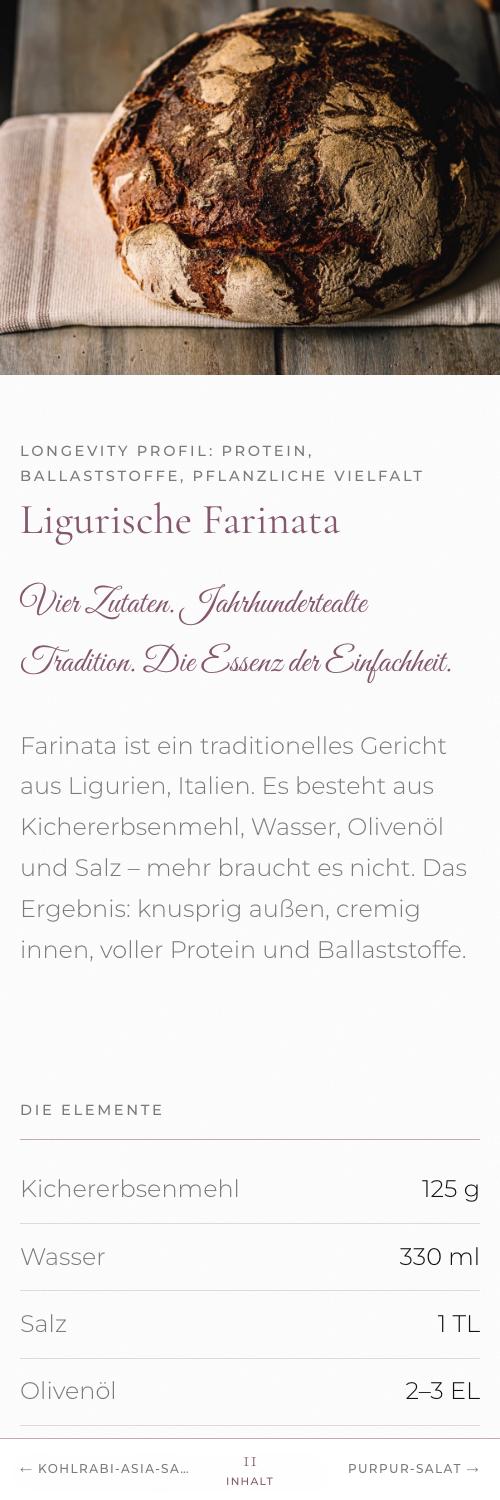 LONGEVITY PROFIL: PROTEIN,
BALLASTSTOFFE, PFLANZLICHE VIELFALT
Ligurische Farinata
Vier Zutaten. Jahrhundertealte
Tradition. Die Essenz der Einfachheit.
Farinata ist ein traditionelles Gericht
aus Ligurien, Italien. Es besteht aus
Kichererbsenmehl, Wasser, Olivenöl
und Salz – mehr braucht es nicht. Das
Ergebnis: knusprig außen, cremig
innen, voller Protein und Ballaststoffe.
DIE ELEMENTE
Kichererbsenmehl 125 g
Wasser 330 ml
Salz 1 TL
Olivenöl 2–3 EL
← KOHLRABI-ASIA-SA… II PURPUR-SALAT →
INHALT